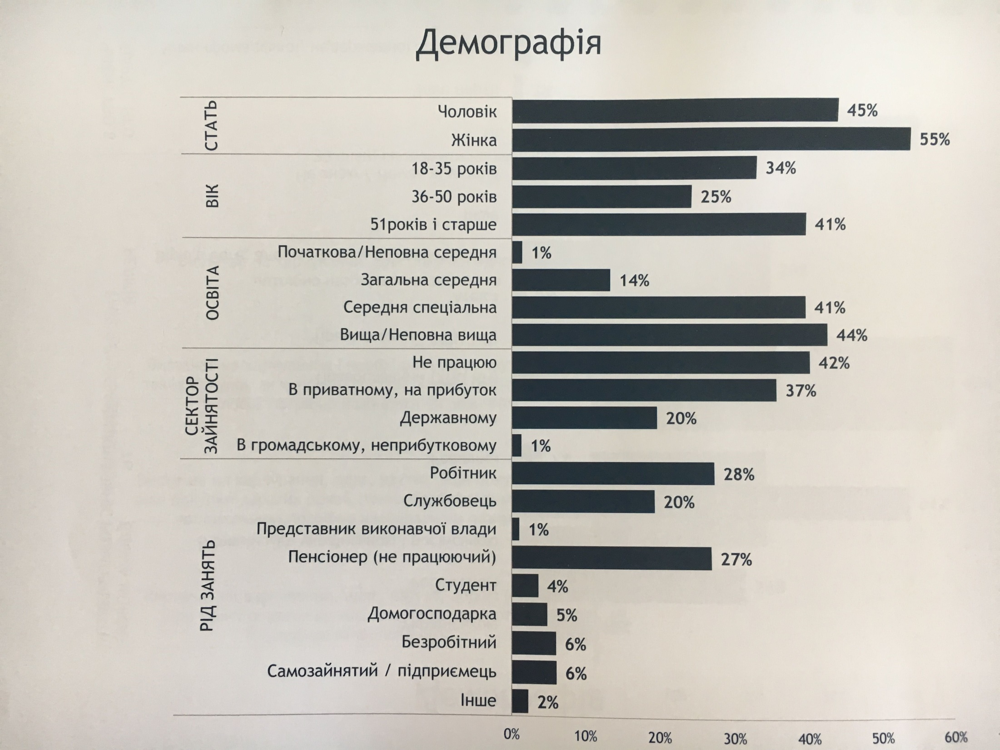 Демографія
СТАТЬ
Чоловік 45%
Жінка 55%
ВІК
18-35 років 34%
36-50 років 25%
51років і старше 41%
ОСВІТА
Початкова/Неповна середня 1%
Загальна середня 14%
Середня спеціальна 41%
Вища/Неповна вища 44%
СЕКТОР
ЗАЙНЯТОСТІ
Не працюю 42%
В приватному, на прибуток 37%
Державному 20%
В громадському, неприбутковому 1%
РІД ЗАНЯТЬ
Робітник 28%
Службовець 20%
Представник виконавчої влади 1%
Пенсіонер (не працюючий) 27%
Студент 4%
Домогосподарка 5%
Безробітний 6%
Самозайнятий / підприємець 6%
Інше 2%
0% 10% 20% 30% 40% 50% 60%